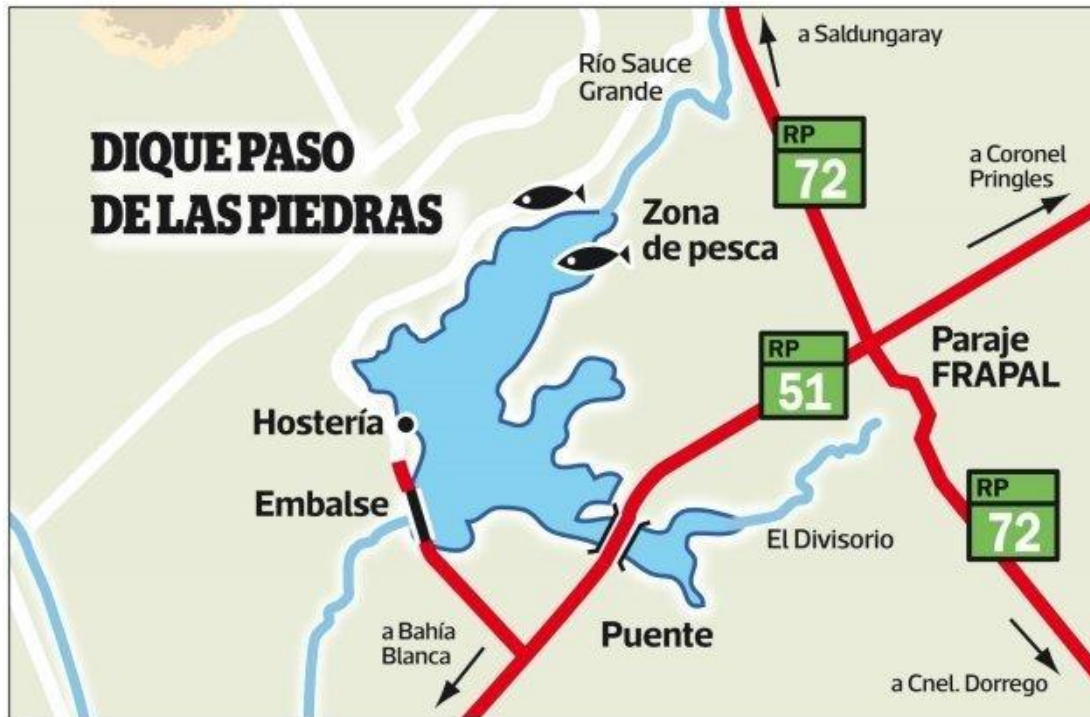 a Saldungaray
Río Sauce
Grande
DIQUE PASO
DE LAS PIEDRAS
RP
72
a Coronel
Pringles
Zona
de pesca
RP
51
Paraje
FRAPAL
Hostería
Embalse
RP
72
El Divisorio
a Bahía
Blanca
Puente
a Cnel. Dorrego